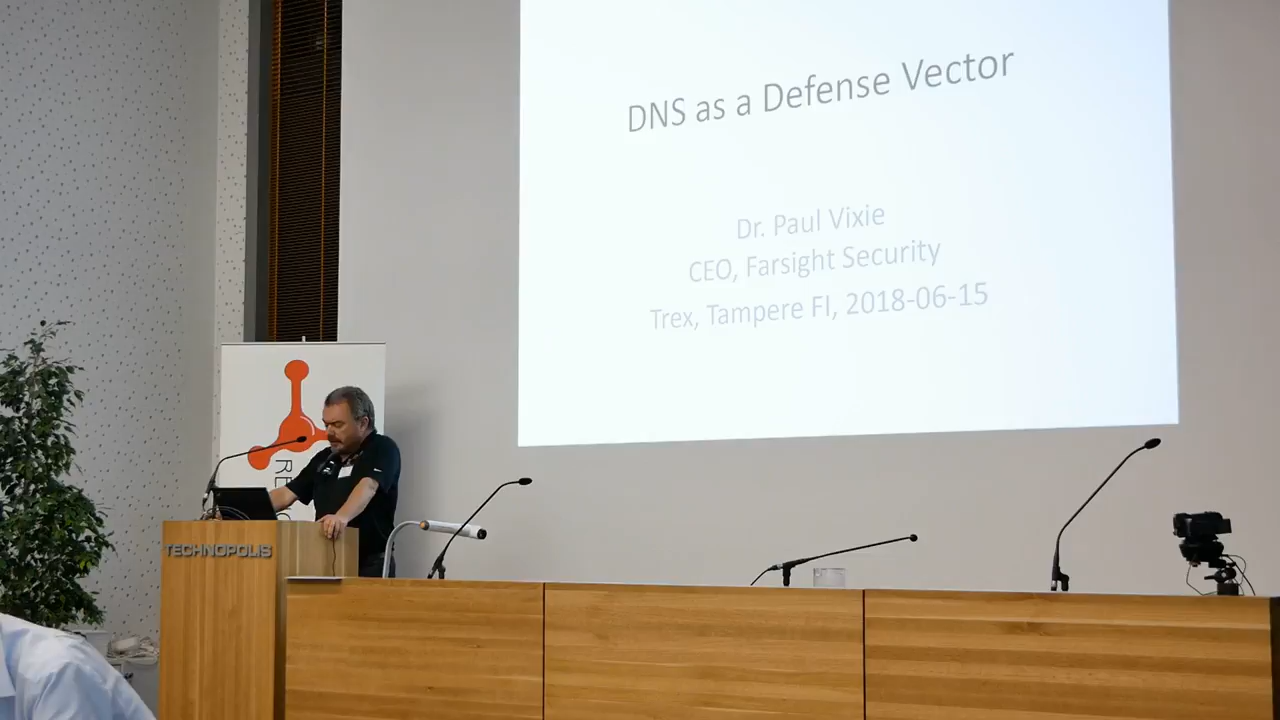 DNS as a Defense Vector
Dr. Paul Vixie
CEO, Farsight Security
Trex, Tampere FI, 2018-06-15
TECHNOPOLIS